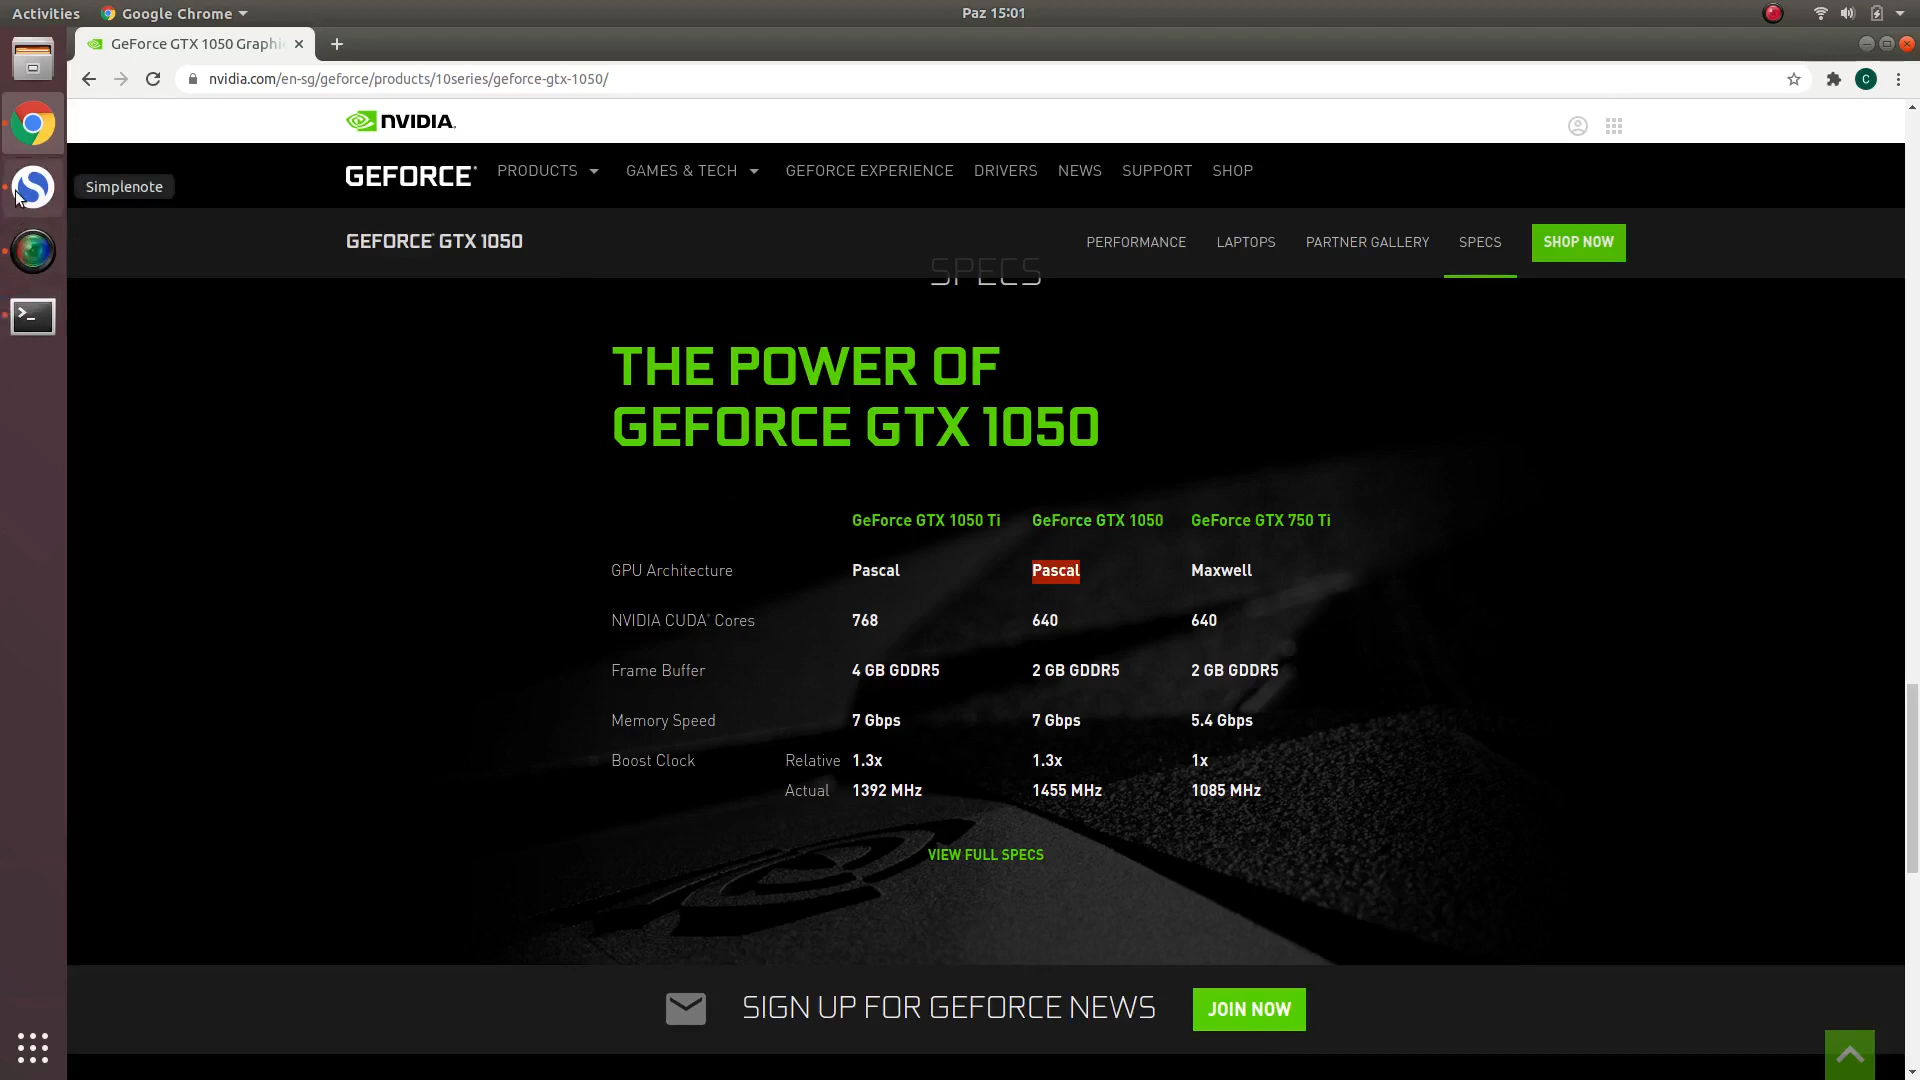 Activities
Google Chrome
Paz 15:01
GeForce GTX 1050 Graphi
nvidia.com/en-sg/geforce/products/10series/geforce-gtx-1050/
C
Simplenote
NVIDIA.
GEFORCE PRODUCTS GAMES & TECH GEFORCE EXPERIENCE DRIVERS NEWS SUPPORT SHOP
GEFORCE® GTX 1050 PERFORMANCE LAPTOPS PARTNER GALLERY SPECS SHOP NOW
SPECS
THE POWER OF
GEFORCE GTX 1050
GeForce GTX 1050 Ti GeForce GTX 1050 GeForce GTX 750 Ti
GPU Architecture Pascal Pascal Maxwell
NVIDIA CUDA® Cores 768 640 640
Frame Buffer 4 GB GDDR5 2 GB GDDR5 2 GB GDDR5
Memory Speed 7 Gbps 7 Gbps 5.4 Gbps
Boost Clock Relative 1.3x 1.3x 1x
Actual 1392 MHz 1455 MHz 1085 MHz
VIEW FULL SPECS
SIGN UP FOR GEFORCE NEWS JOIN NOW